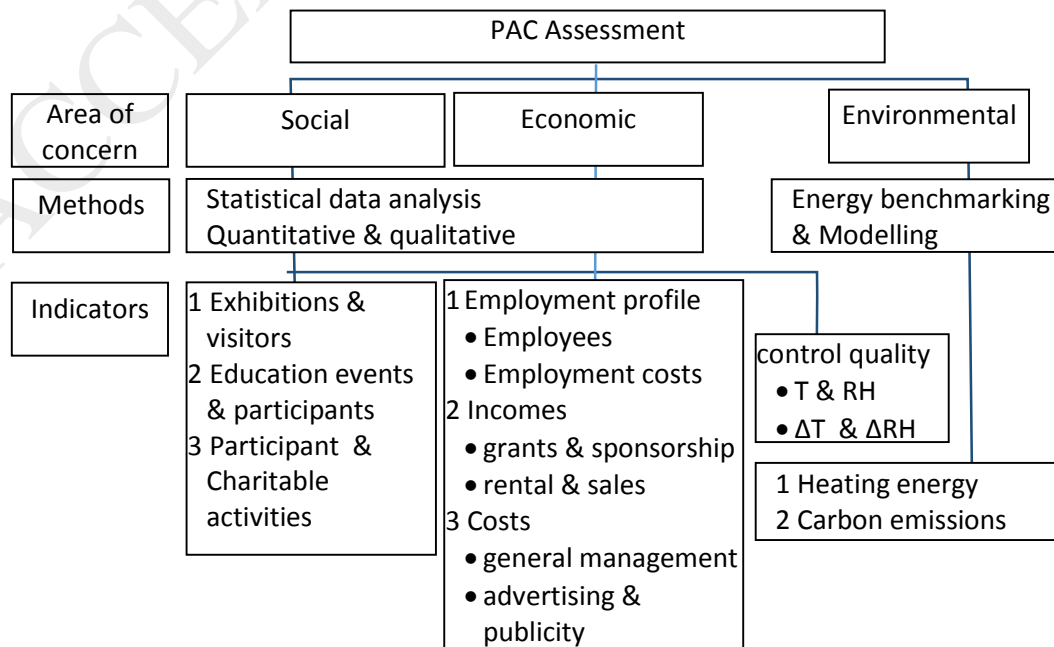 ACCE
PAC Assessment
Area of
concern
Social
Economic
Environmental
Methods
Statistical data analysis
Quantitative & qualitative
Energy benchmarking
& Modelling
Indicators
1 Exhibitions &
visitors
2 Education events
& participants
3 Participant & 
Charitable
activities
1 Employment profile
• Employees
• Employment costs
2 Incomes
• grants & sponsorship
• rental & sales
3 Costs
• general management
• advertising &
publicity
control quality
• T & RH
• ΔT & ΔRH
1 Heating energy
2 Carbon emissions